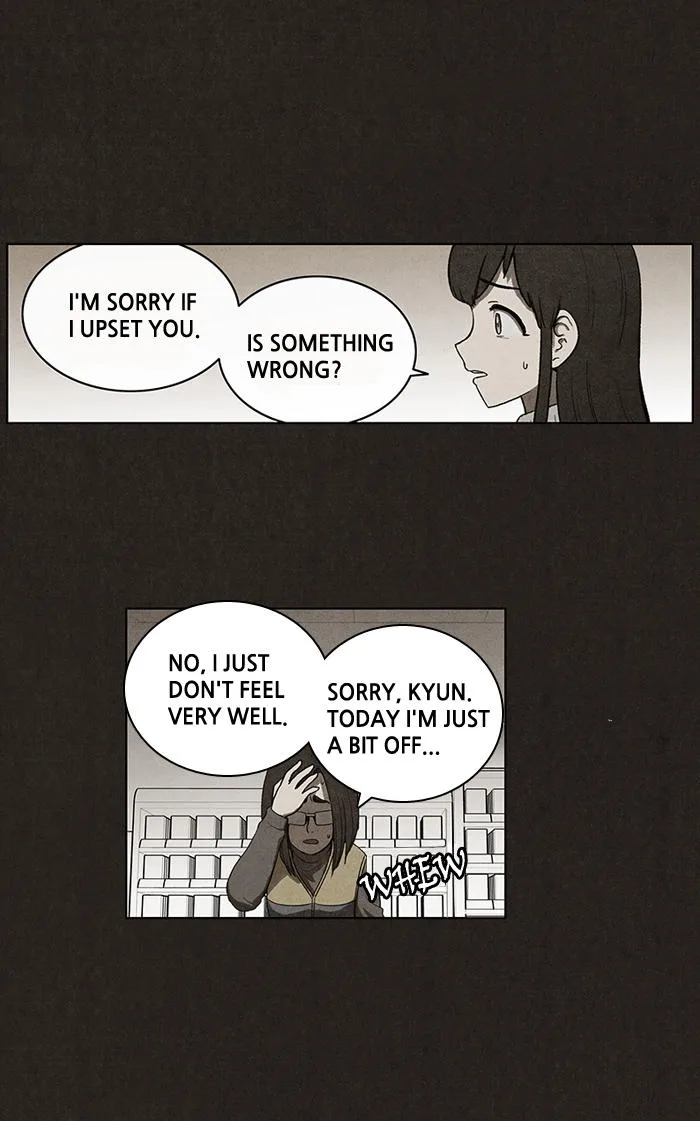 I'M SORRY IF
I UPSET YOU.
IS SOMETHING
WRONG?
NO, I JUST
DON'T FEEL
VERY WELL.
SORRY, KYUN.
TODAY I'M JUST
A BIT OFF...
WHEW